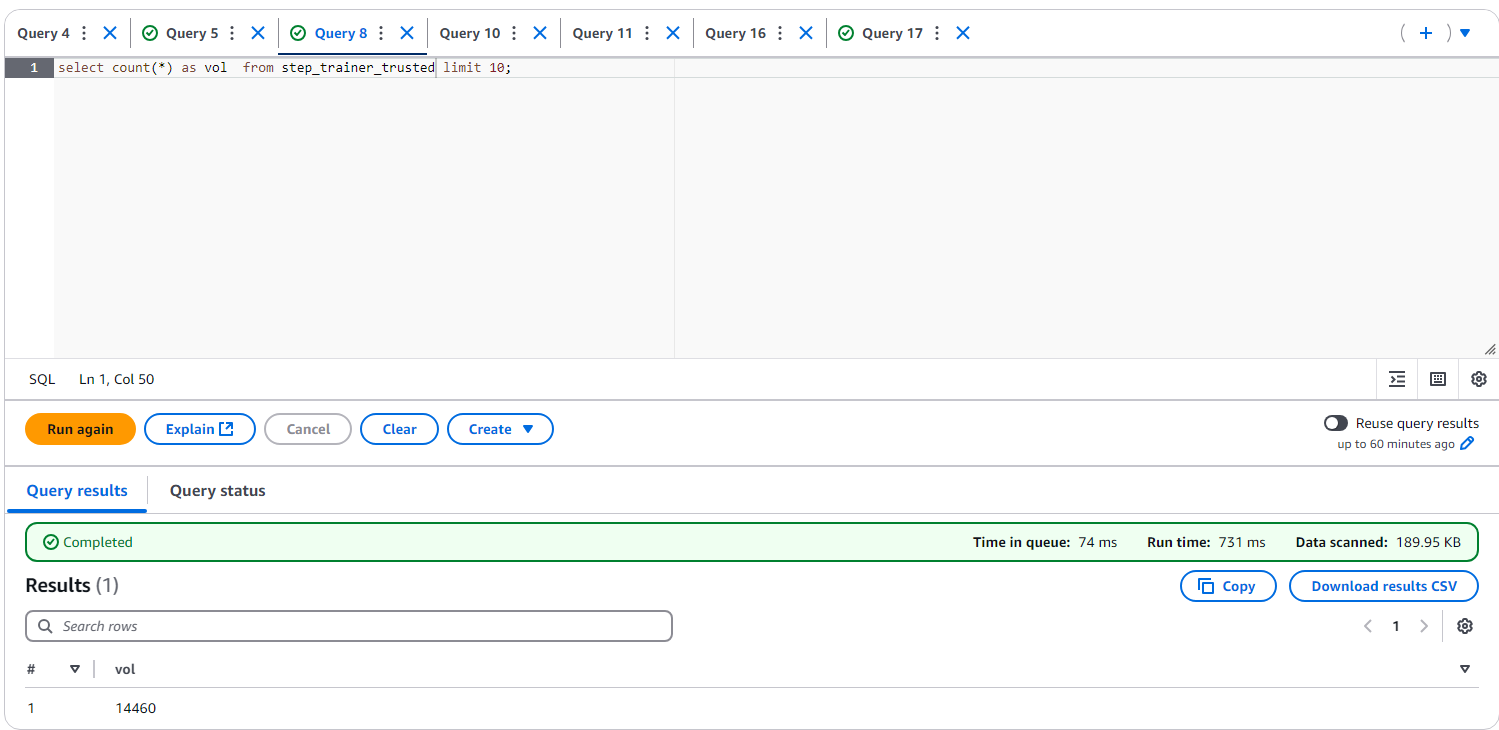 Query 4 Query 5 Query 8 Query 10 Query 11 Query 16 Query 17
1 select count(*) as vol  from step_trainer_trusted limit 10;
SQL Ln 1, Col 50
Run again Explain Cancel Clear Create Reuse query results
up to 60 minutes ago
Query results Query status
Completed Time in queue: 74 ms Run time: 731 ms Data scanned: 189.95 KB
Results (1) Copy Download results CSV
Search rows 1
# vol
1 14460